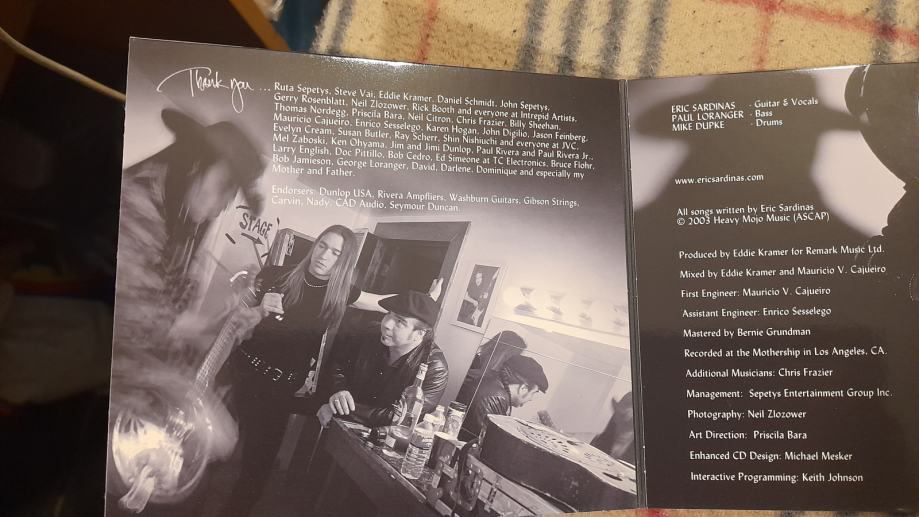 Thank you ... Ruta Sepetys, Steve Vai, Eddie Kramer, Daniel Schmidt, John Sepetys,
Gerry Rosenblatt, Neil Zlozower, Rick Booth and everyone at Intrepid Artists,
Thomas Nordegg, Priscila Bara, Neil Citron, Chris Frazier, Billy Sheehan,
Mauricio Cajueiro, Enrico Sesselego, Karen Hogan, John Digilio, Jason Feinberg,
Evelyn Cream, Susan Butler, Ray Scherr, Shin Nishiuchi and everyone at JVC,
Mel Zaboski, Ken Ohyama, Jim and Jimi Dunlop, Paul Rivera and Paul Rivera Jr.,
Larry English, Doc Pittillo, Bob Cedro, Ed Simeone at TC Electronics, Bruce Flohr,
Bob Jamieson, George Loranger, David, Darlene, Dominique and especially my
Mother and Father.
Endorsers: Dunlop USA, Rivera Ampfliers, Washburn Guitars, Gibson Strings,
Carvin, Nady, CAD Audio, Seymour Duncan.
STAGE
ERIC SARDINAS - Guitar & Vocals
PAUL LORANGER - Bass
MIKE DUPKE - Drums
www.ericsardinas.com
All songs written by Eric Sardinas
© 2003 Heavy Mojo Music (ASCAP)
Produced by Eddie Kramer for Remark Music Ltd.
Mixed by Eddie Kramer and Mauricio V. Cajueiro
First Engineer: Mauricio V. Cajueiro
Assistant Engineer: Enrico Sesselego
Mastered by Bernie Grundman
Recorded at the Mothership in Los Angeles, CA.
Additional Musicians: Chris Frazier
Management: Sepetys Entertainment Group Inc.
Photography: Neil Zlozower
Art Direction: Priscila Bara
Enhanced CD Design: Michael Mesker
Interactive Programming: Keith Johnson